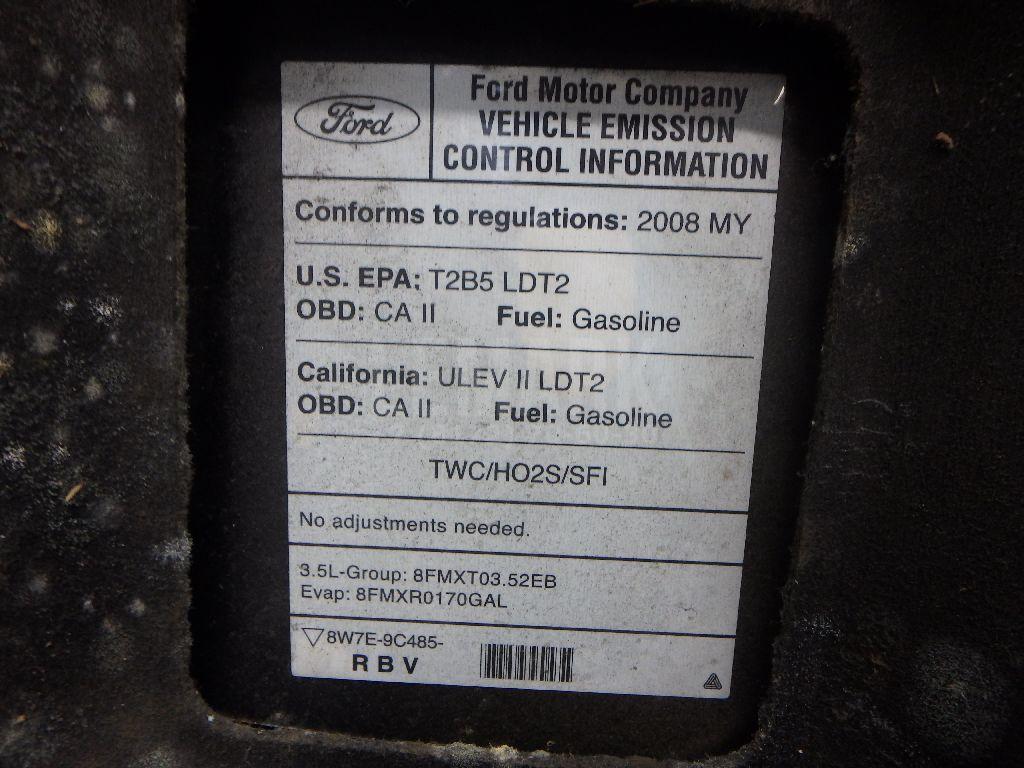 Ford
Ford Motor Company
VEHICLE EMISSION
CONTROL INFORMATION
Conforms to regulations: 2008 MY
U.S. EPA: T2B5 LDT2
OBD: CA II Fuel: Gasoline
California: ULEV II LDT2
OBD: CA II Fuel: Gasoline
TWC/HO2S/SFI
No adjustments needed.
3.5L-Group: 8FMXT03.52EB
Evap: 8FMXR0170GAL
▽8W7E-9C485-
R B V